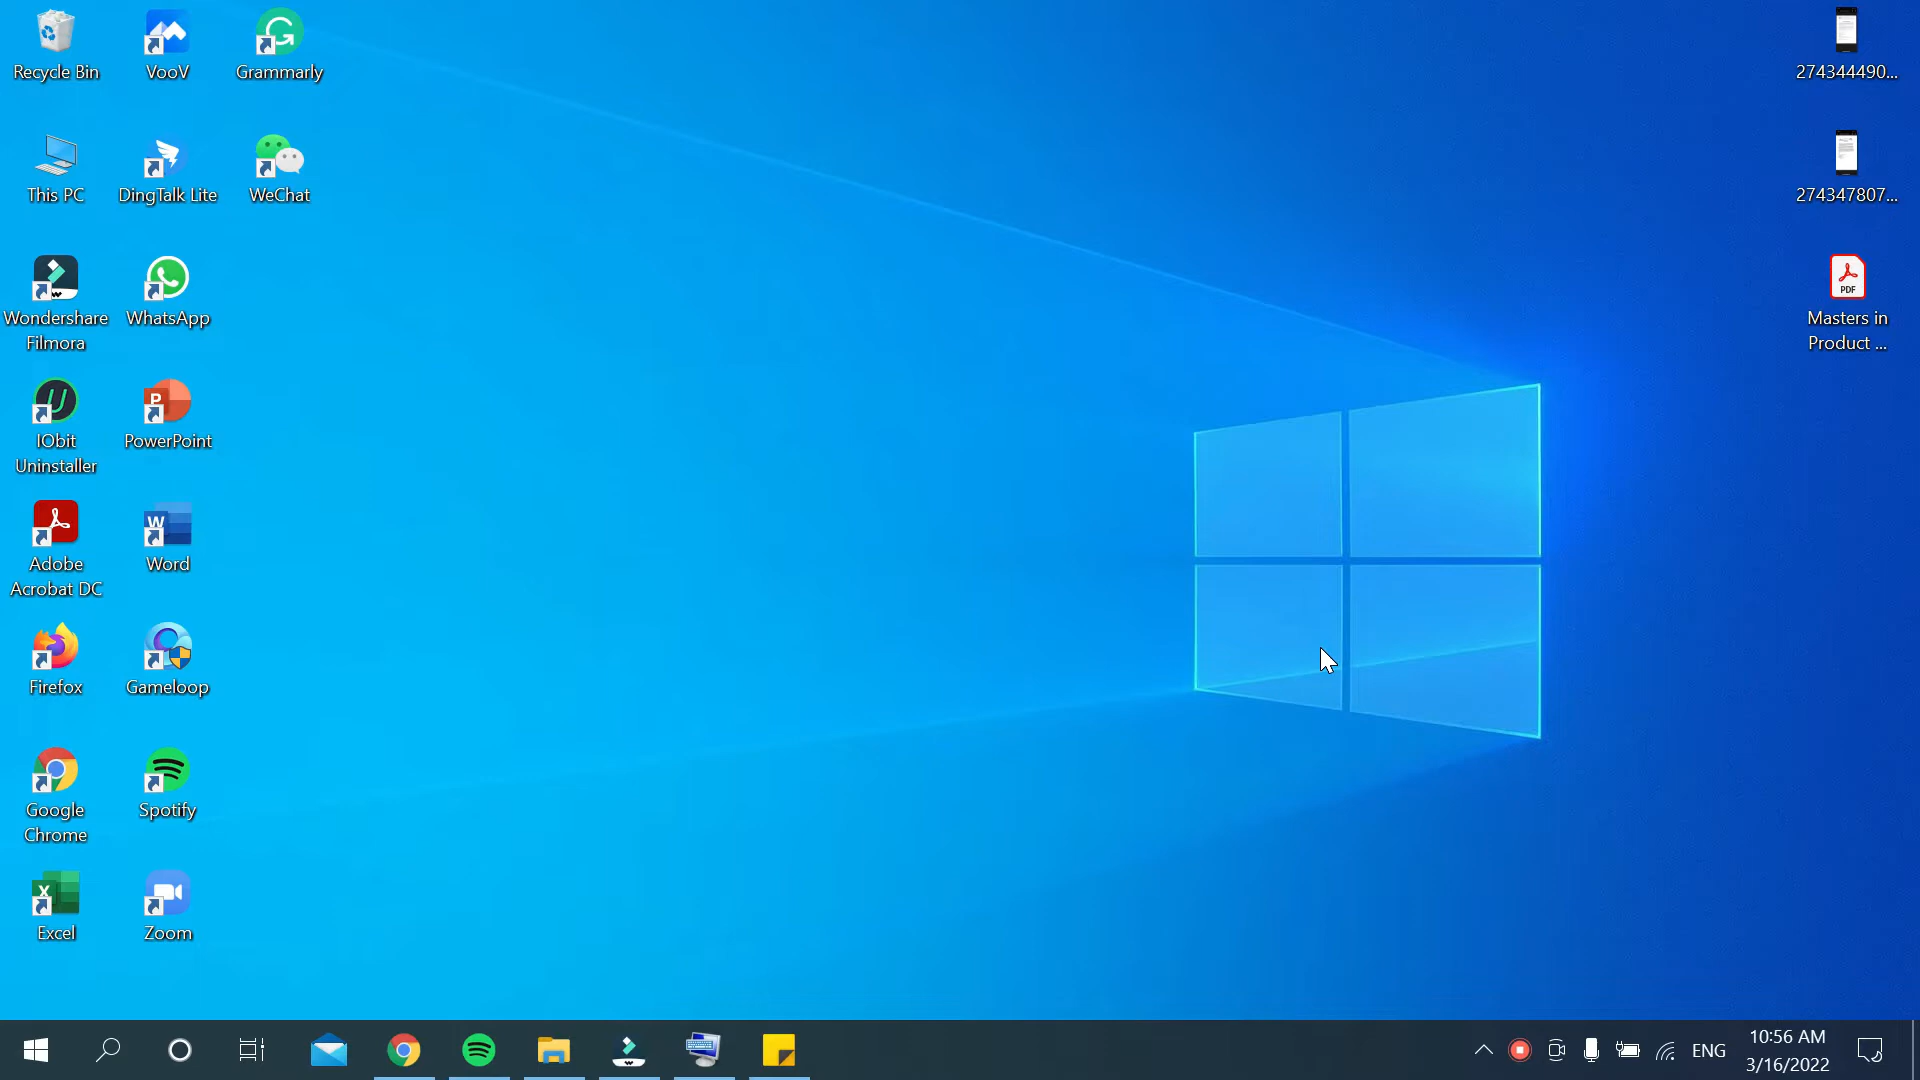 Recycle Bin
VooV
Grammarly
274344490...
This PC
DingTalk Lite
WeChat
274347807...
Wondershare
Filmora
WhatsApp
PDF
Masters in
Product ...
IObit
Uninstaller
P
PowerPoint
Adobe
Acrobat DC
W
Word
Firefox
Gameloop
Google
Chrome
Spotify
X
Excel
Zoom
ENG
10:56 AM
3/16/2022